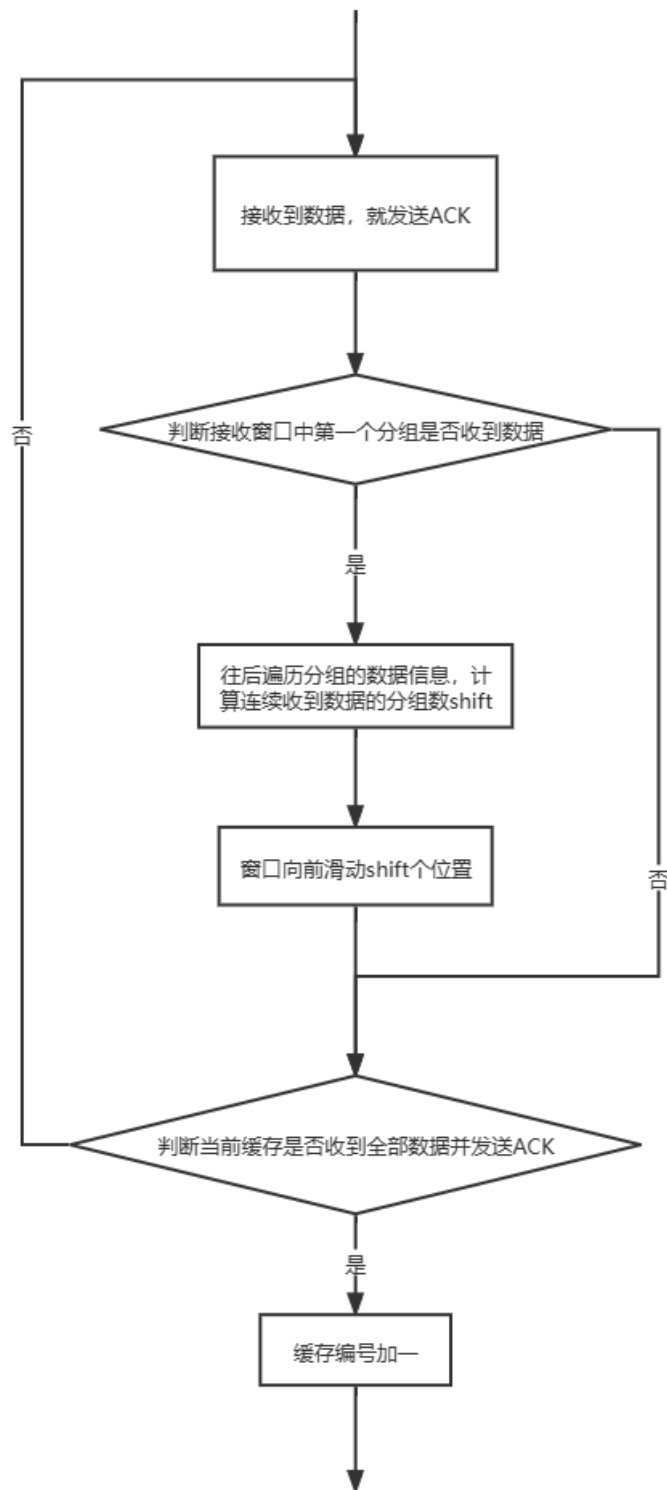 接收到数据，就发送ACK
判断接收窗口中第一个分组是否收到数据
否
是
往后遍历分组的数据信息，计
算连续收到数据的分组数shift
窗口向前滑动shift个位置
否
判断当前缓存是否收到全部数据并发送ACK
是
缓存编号加一